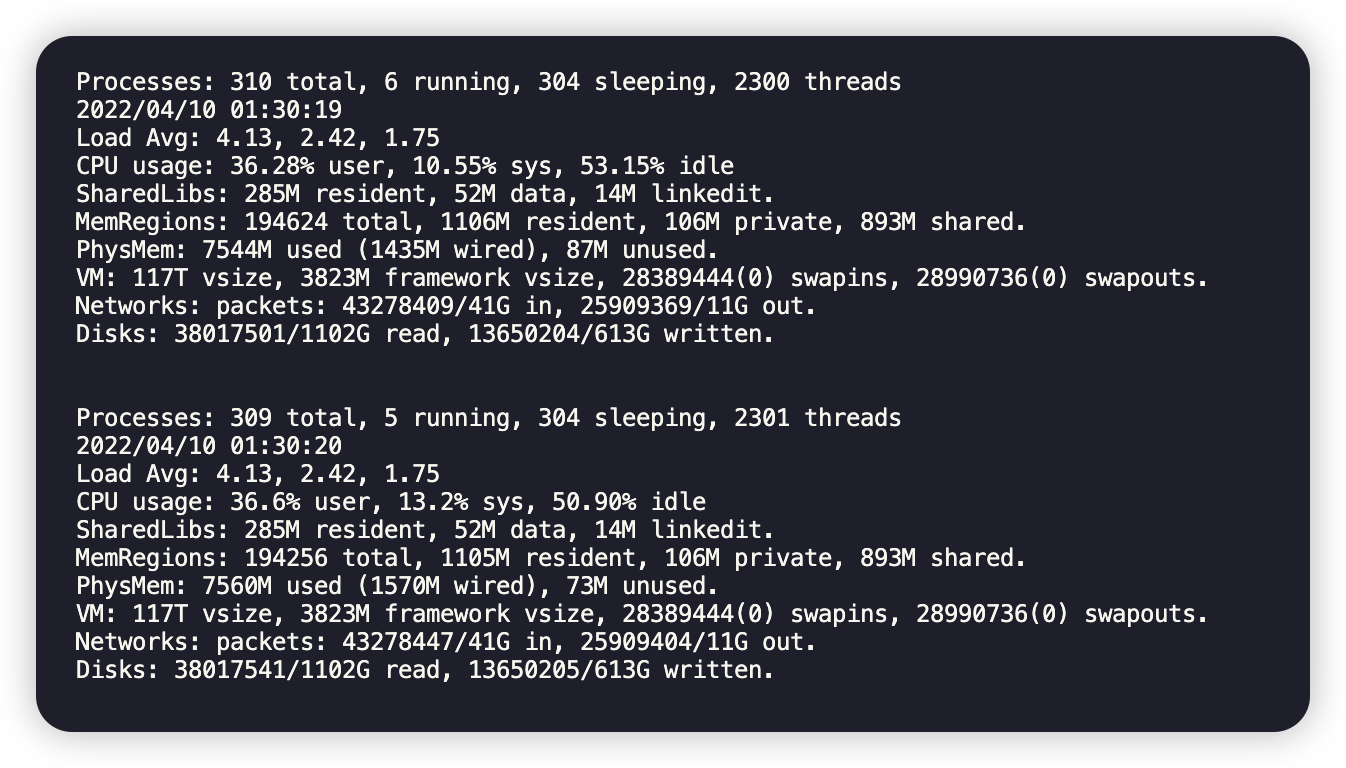 Processes: 310 total, 6 running, 304 sleeping, 2300 threads
2022/04/10 01:30:19
Load Avg: 4.13, 2.42, 1.75
CPU usage: 36.28% user, 10.55% sys, 53.15% idle
SharedLibs: 285M resident, 52M data, 14M linkedit.
MemRegions: 194624 total, 1106M resident, 106M private, 893M shared.
PhysMem: 7544M used (1435M wired), 87M unused.
VM: 117T vsize, 3823M framework vsize, 28389444(0) swapins, 28990736(0) swapouts.
Networks: packets: 43278409/41G in, 25909369/11G out.
Disks: 38017501/1102G read, 13650204/613G written.
Processes: 309 total, 5 running, 304 sleeping, 2301 threads
2022/04/10 01:30:20
Load Avg: 4.13, 2.42, 1.75
CPU usage: 36.6% user, 13.2% sys, 50.90% idle
SharedLibs: 285M resident, 52M data, 14M linkedit.
MemRegions: 194256 total, 1105M resident, 106M private, 893M shared.
PhysMem: 7560M used (1570M wired), 73M unused.
VM: 117T vsize, 3823M framework vsize, 28389444(0) swapins, 28990736(0) swapouts.
Networks: packets: 43278447/41G in, 25909404/11G out.
Disks: 38017541/1102G read, 13650205/613G written.